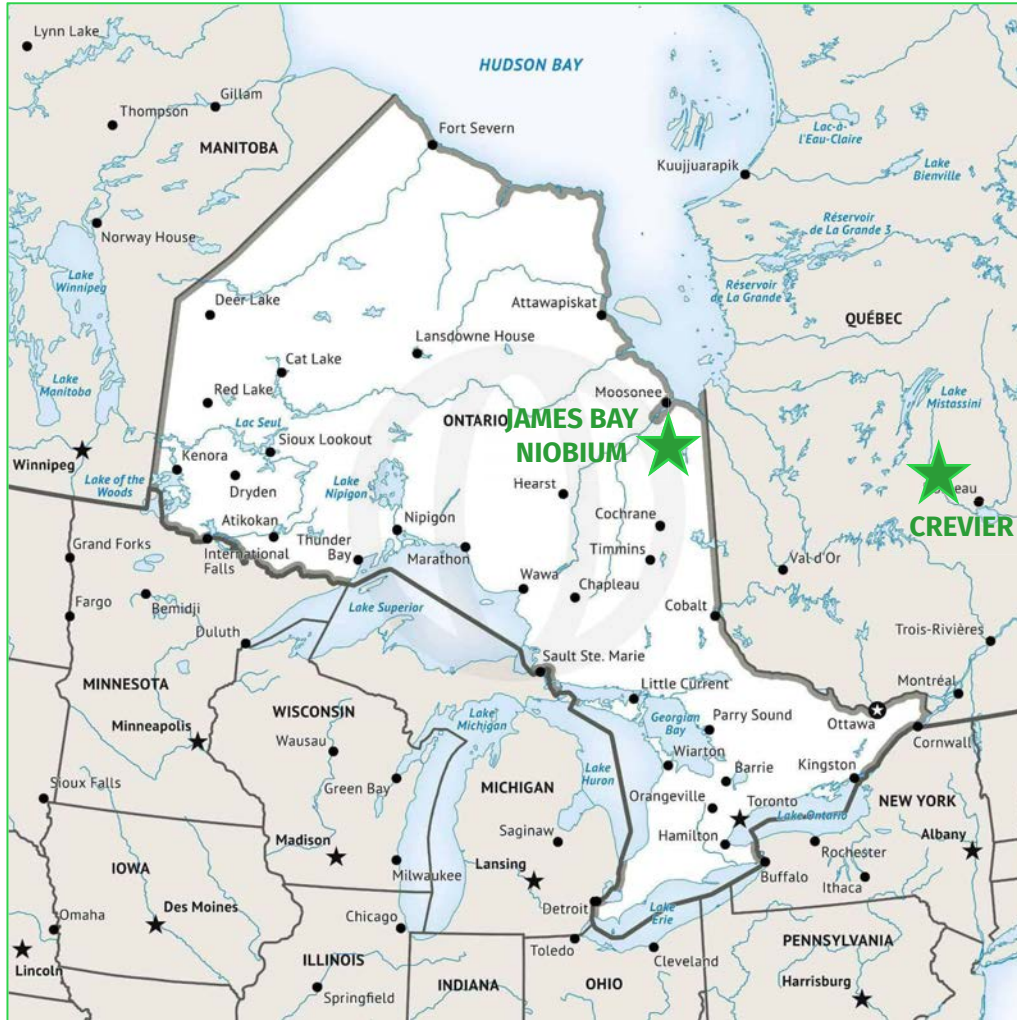 Lynn Lake
HUDSON BAY
Gillam
Thompson
Fort Severn
Lac-à-
l'Eau-Claire
MANITOBA
Kuujjuarapik
Lake
Bienville
Norway House
Réservoir
de La Grande 3
Lake
Winnipeg
Réservoir
de La Grande
Deer Lake
Attawapiskat
QUÉBEC
Lansdowne House
Cat Lake
Lake
Manitoba
Red Lake
Moosonee
Lake
Mistassini
Lac Seul
ONTARIO
JAMES BAY
NIOBIUM
Sioux Lookout
Winnipeg
Kenora
Lake of the
Woods
Dryden
Lake
Nipigon
Hearst
eau
CREVIER
Atikokan
Nipigon
Cochrane
Grand Forks
International
Falls
Thunder
Bay
Marathon
Timmins
Val-d'Or
Wawa
Chapleau
Fargo
Bemidji
Lake Superior
Cobalt
Duluth
Trois-Rivières
Sault Ste. Marie
MINNESOTA
Little Current
Montréal
WISCONSIN
Lake
Michigan
Georgian
Bay
Parry Sound
Ottawa
Minneapolis
Wausau
Cornwall
Wiarton
Lake
Huron
Barrie
Kingston
Sioux Falls
Green Bay
MICHIGAN
Orangeville
Toronto
NEW YORK
Lake Ontario
Saginaw
Hamilton
Albany
Madison
Rochester
IOWA
Lansing
Milwaukee
Buffalo
Ithaca
Omaha
Des Moines
Chicago
Detroit
Lake
Erie
Toledo
Cleveland
PENNSYLVANIA
Lincoln
ILLINOIS
INDIANA
OHIO
Harrisburg
Springfield